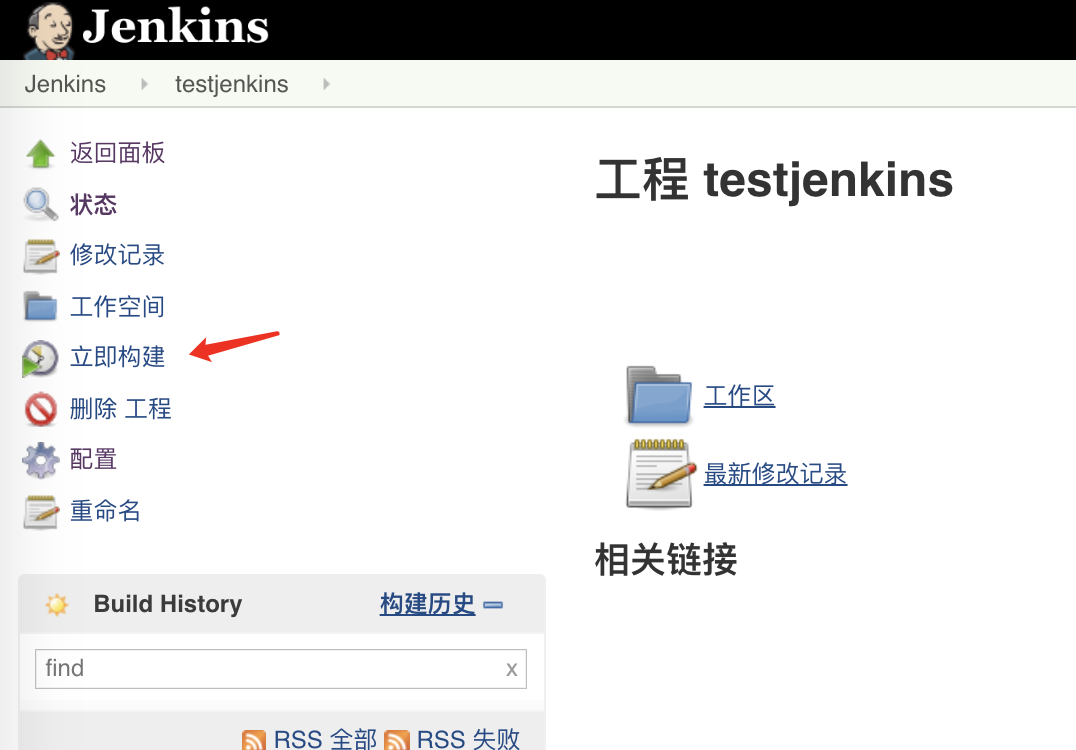 Jenkins
Jenkins testjenkins
返回面板
状态
修改记录
工作空间
立即构建
删除 工程
配置
重命名
Build History 构建历史
find x
RSS 全部 RSS 失败
工程 testjenkins
工作区
最新修改记录
相关链接